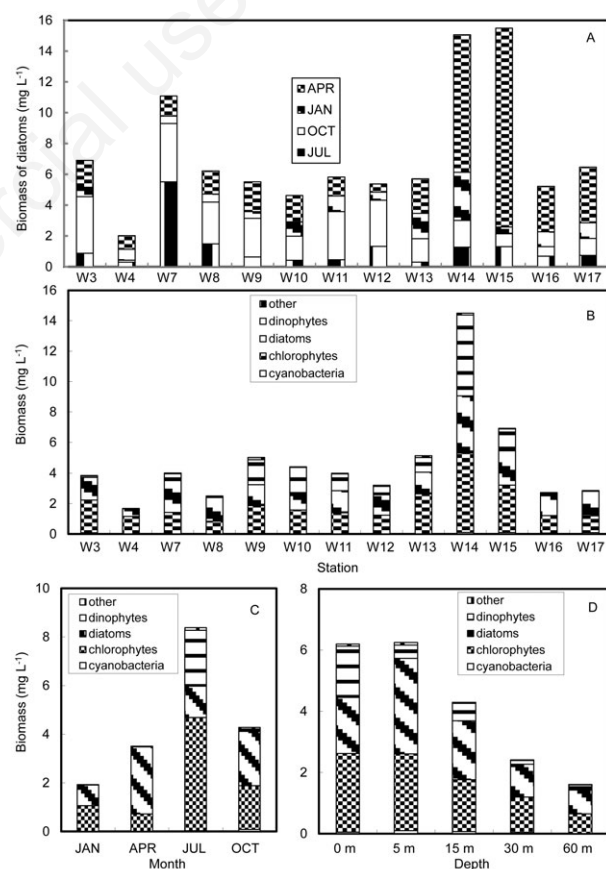 ercial use
16
14
12
10
8
6
4
2
0
Biomass of diatoms (mg L-1)
A
APR
JAN
OCT
JUL
W3 W4 W7 W8 W9 W10 W11 W12 W13 W14 W15 W16 W17
16
14
12
10
8
6
4
2
0
Biomass (mg L-1)
B
other
dinophytes
diatoms
chlorophytes
cyanobacteria
W3 W4 W7 W8 W9 W10 W11 W12 W13 W14 W15 W16 W17
Station
10
8
6
4
2
0
Biomass (mg L-1)
C
other
dinophytes
diatoms
chlorophytes
cyanobacteria
JAN APR JUL OCT
Month
8
6
4
2
0
D
other
dinophytes
diatoms
chlorophytes
cyanobacteria
0 m 5 m 15 m 30 m 60 m
Depth